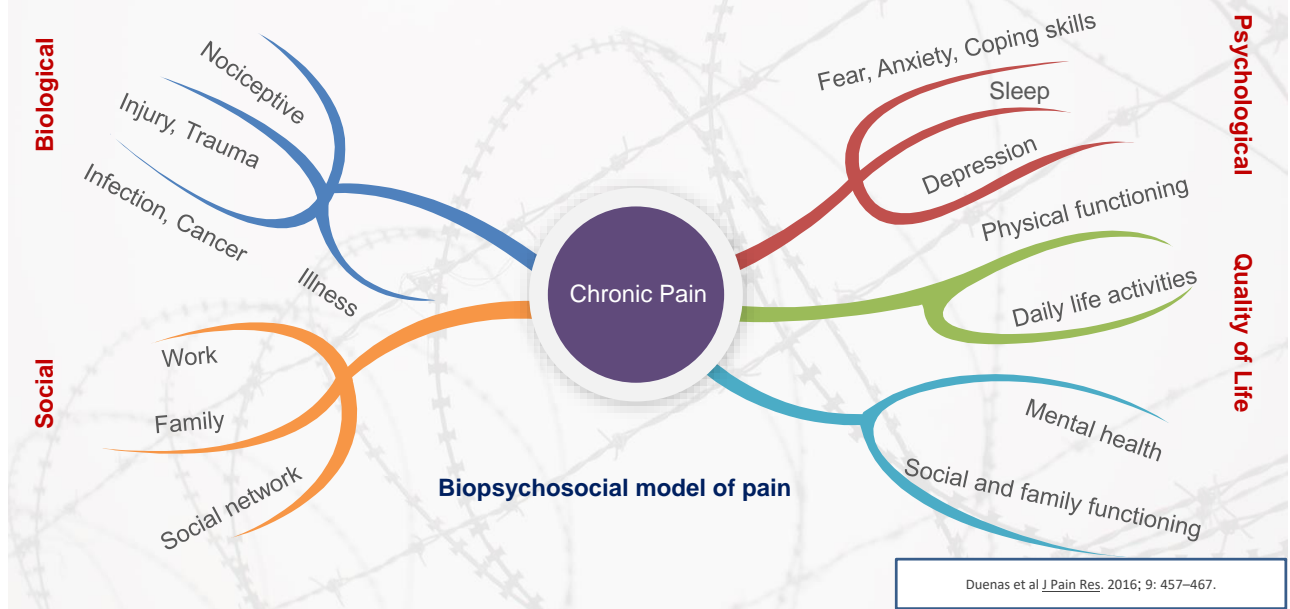 Biological
Nociceptive
Injury, Trauma
Infection, Cancer
Illness
Social
Work
Family
Social network
Chronic Pain
Biopsychosocial model of pain
Psychological
Fear, Anxiety, Coping skills
Sleep
Depression
Quality of Life
Physical functioning
Daily life activities
Mental health
Social and family functioning
Duenas et al J Pain Res. 2016; 9: 457–467.